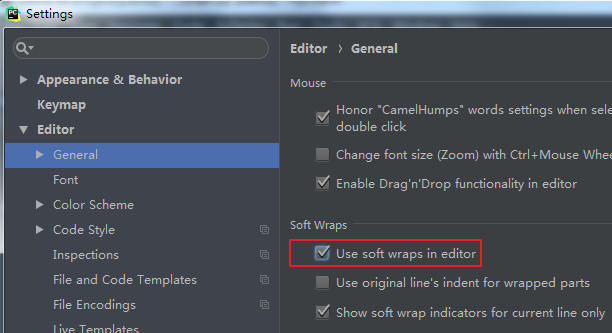 PC
Settings
Appearance & Behavior
Keymap
Editor
General
Font
Color Scheme
Code Style
Inspections
File and Code Templates
File Encodings
Live Templates
Editor › General
Mouse
Honor "CamelHumps" words settings when sele
double click
Change font size (Zoom) with Ctrl+Mouse Whee
Enable Drag'n'Drop functionality in editor
Soft Wraps
Use soft wraps in editor
Use original line's indent for wrapped parts
Show soft wrap indicators for current line only